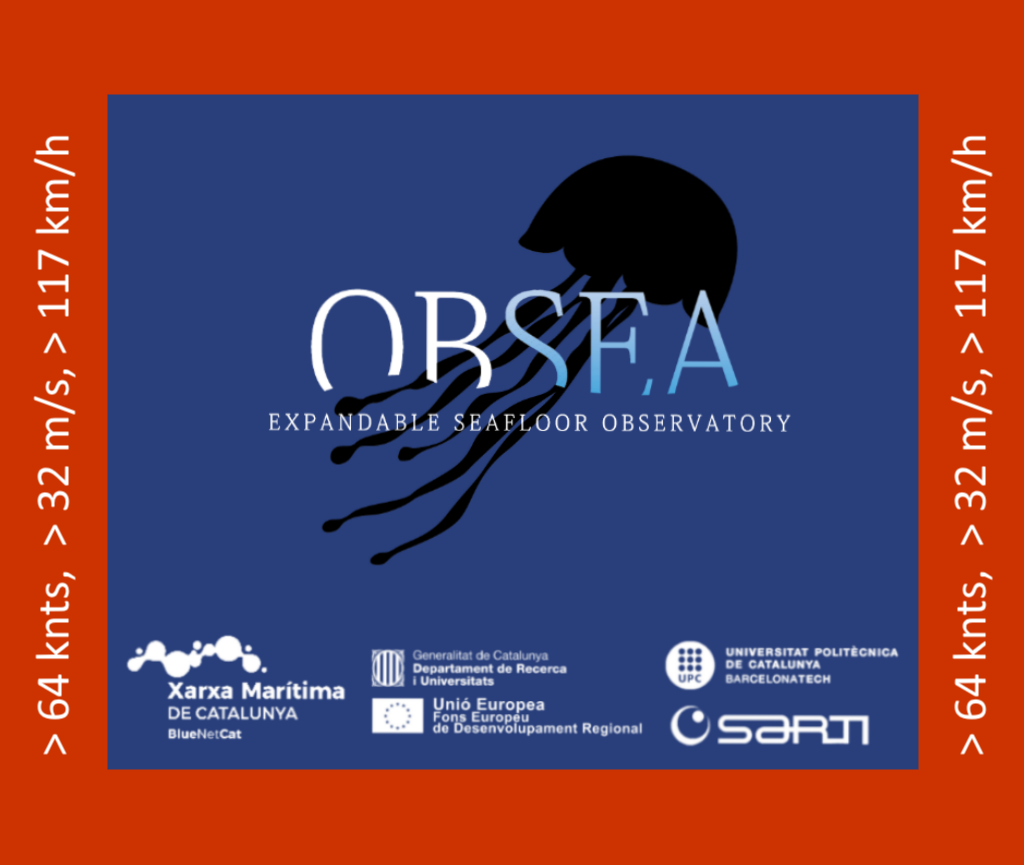 > 64 knts,  > 32 m/s, > 117 km/h
OBSEA
EXPANDABLE SEAFLOOR OBSERVATORY
Xarxa Marítima
DE CATALUNYA
BlueNetCat
Generalitat de Catalunya
Departament de Recerca
i Universitats
Unió Europea
Fons Europeu
de Desenvolupament Regional
UPC
UNIVERSITAT POLITÈCNICA
DE CATALUNYA
BARCELONATECH
SARTI
> 64 knts,  > 32 m/s, > 117 km/h